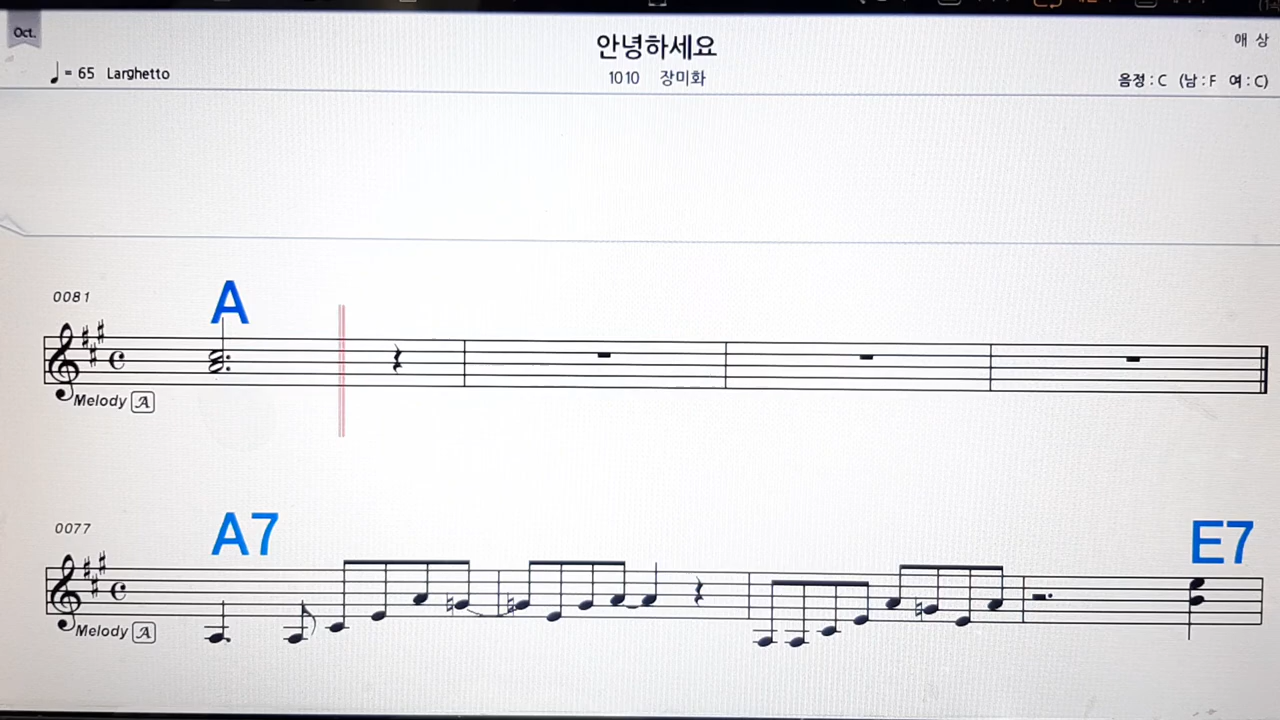 Oct.
안녕하세요
애 상
♩= 65 Larghetto
1010 장미화
음정 : C (남 : F 여 : C)
A
0081
Melody A
A7
E7
0077
Melody A